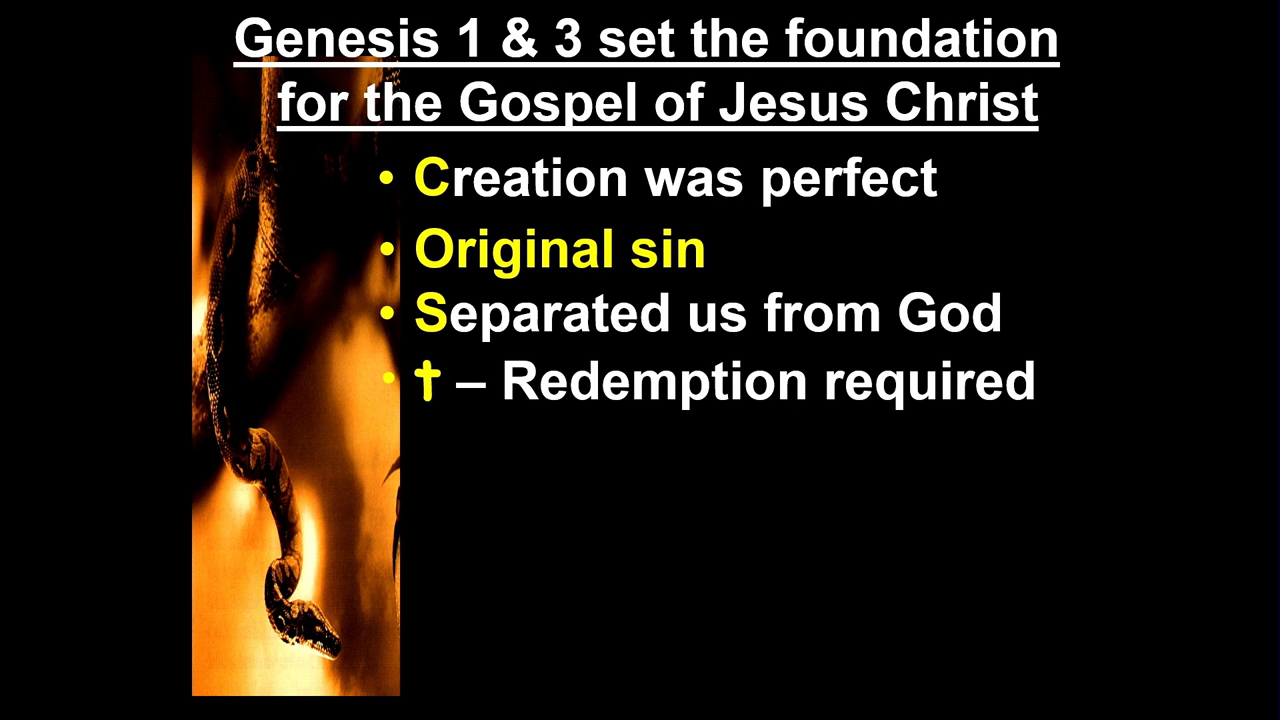 Genesis 1 & 3 set the foundation
for the Gospel of Jesus Christ
• Creation was perfect
• Original sin
• Separated us from God
• ✝ – Redemption required